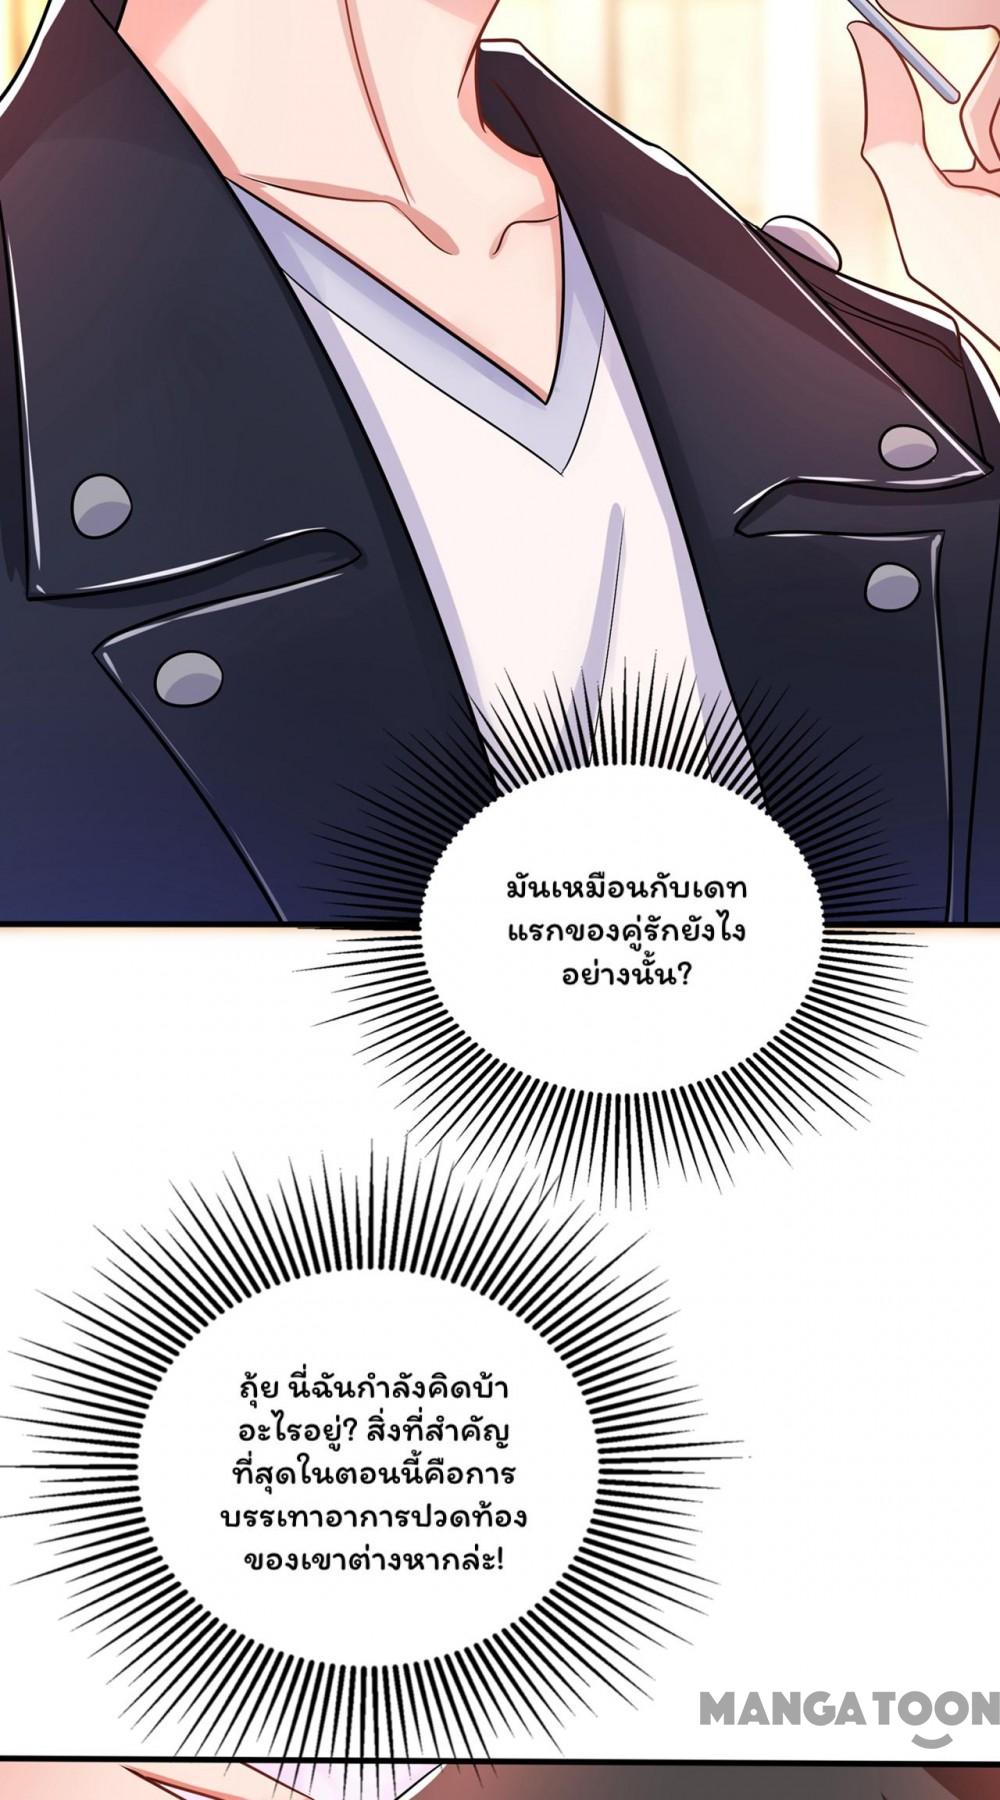 มันเหมือนกับเดท
แรกของคู่รักยังไง
อย่างนั้น?
ถุ้ย นี่ฉันกำลังคิดบ้า
อะไรอยู่? สิ่งที่สำคัญ
ที่สุดในตอนนี้คือการ
บรรเทาอาการปวดท้อง
ของเขาต่างหากล่ะ!
MANGATOON